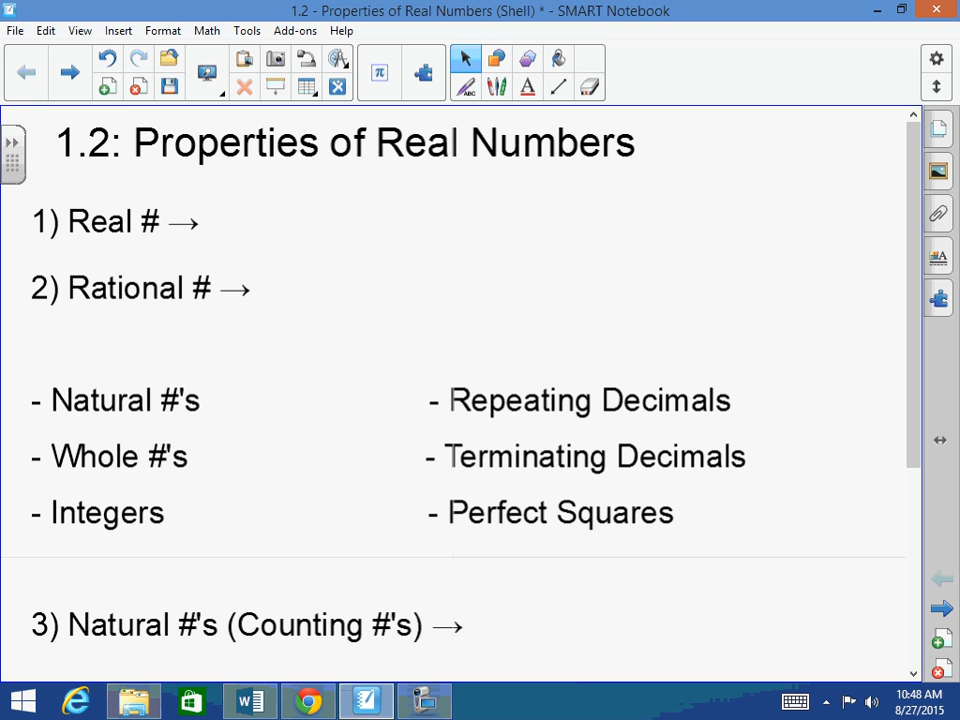 1.2 - Properties of Real Numbers (Shell) * - SMART Notebook
File Edit View Insert Format Math Tools Add-ons Help
π
ABC
A
1.2: Properties of Real Numbers
1) Real # →
2) Rational # →
- Natural #'s - Repeating Decimals
- Whole #'s - Terminating Decimals
- Integers - Perfect Squares
3) Natural #'s (Counting #'s) →
10:48 AM
8/27/2015